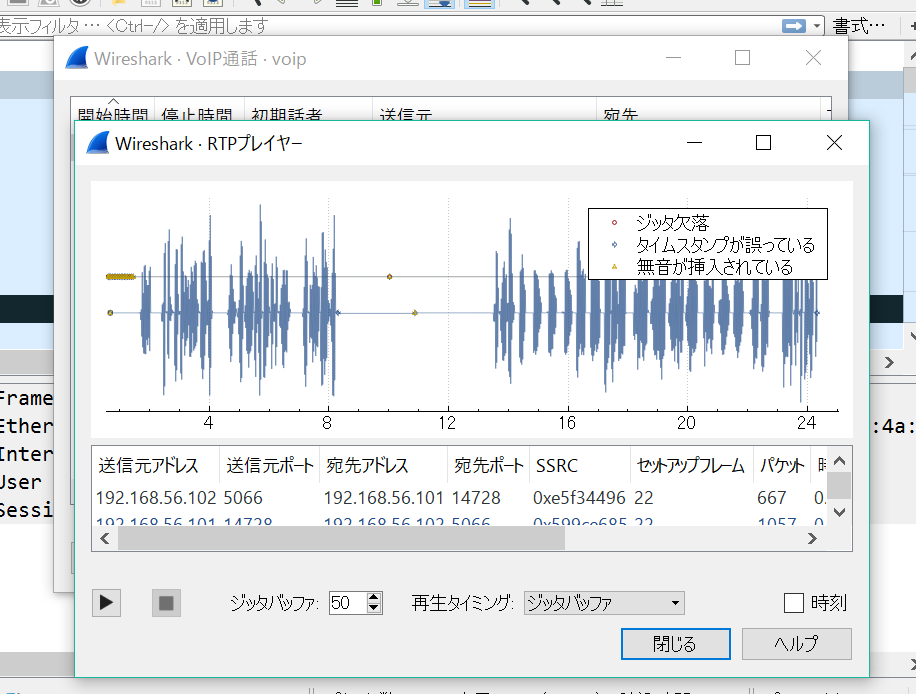 表示フィルタ … <Ctrl-/> を適用します
書式…
Wireshark · VoIP通話 · voip
開始時間 停止時間 初期話者 送信元 宛先
Wireshark · RTPプレイヤー
ジッタ欠落
タイムスタンプが誤っている
無音が挿入されている
4 8 12 16 20 24
Frame
Ether
:4a:
Inter
User
Sessi
送信元アドレス 送信元ポート 宛先アドレス 宛先ポート SSRC セットアップフレーム パケット
192.168.56.102 5066 192.168.56.101 14728 0xe5f34496 22 667 0.
192.168.56.101 14728 192.168.56.102 5066 0x599ce685 22 1057 0.
ジッタバッファ: 50 再生タイミング: ジッタバッファ 時刻
閉じる ヘルプ